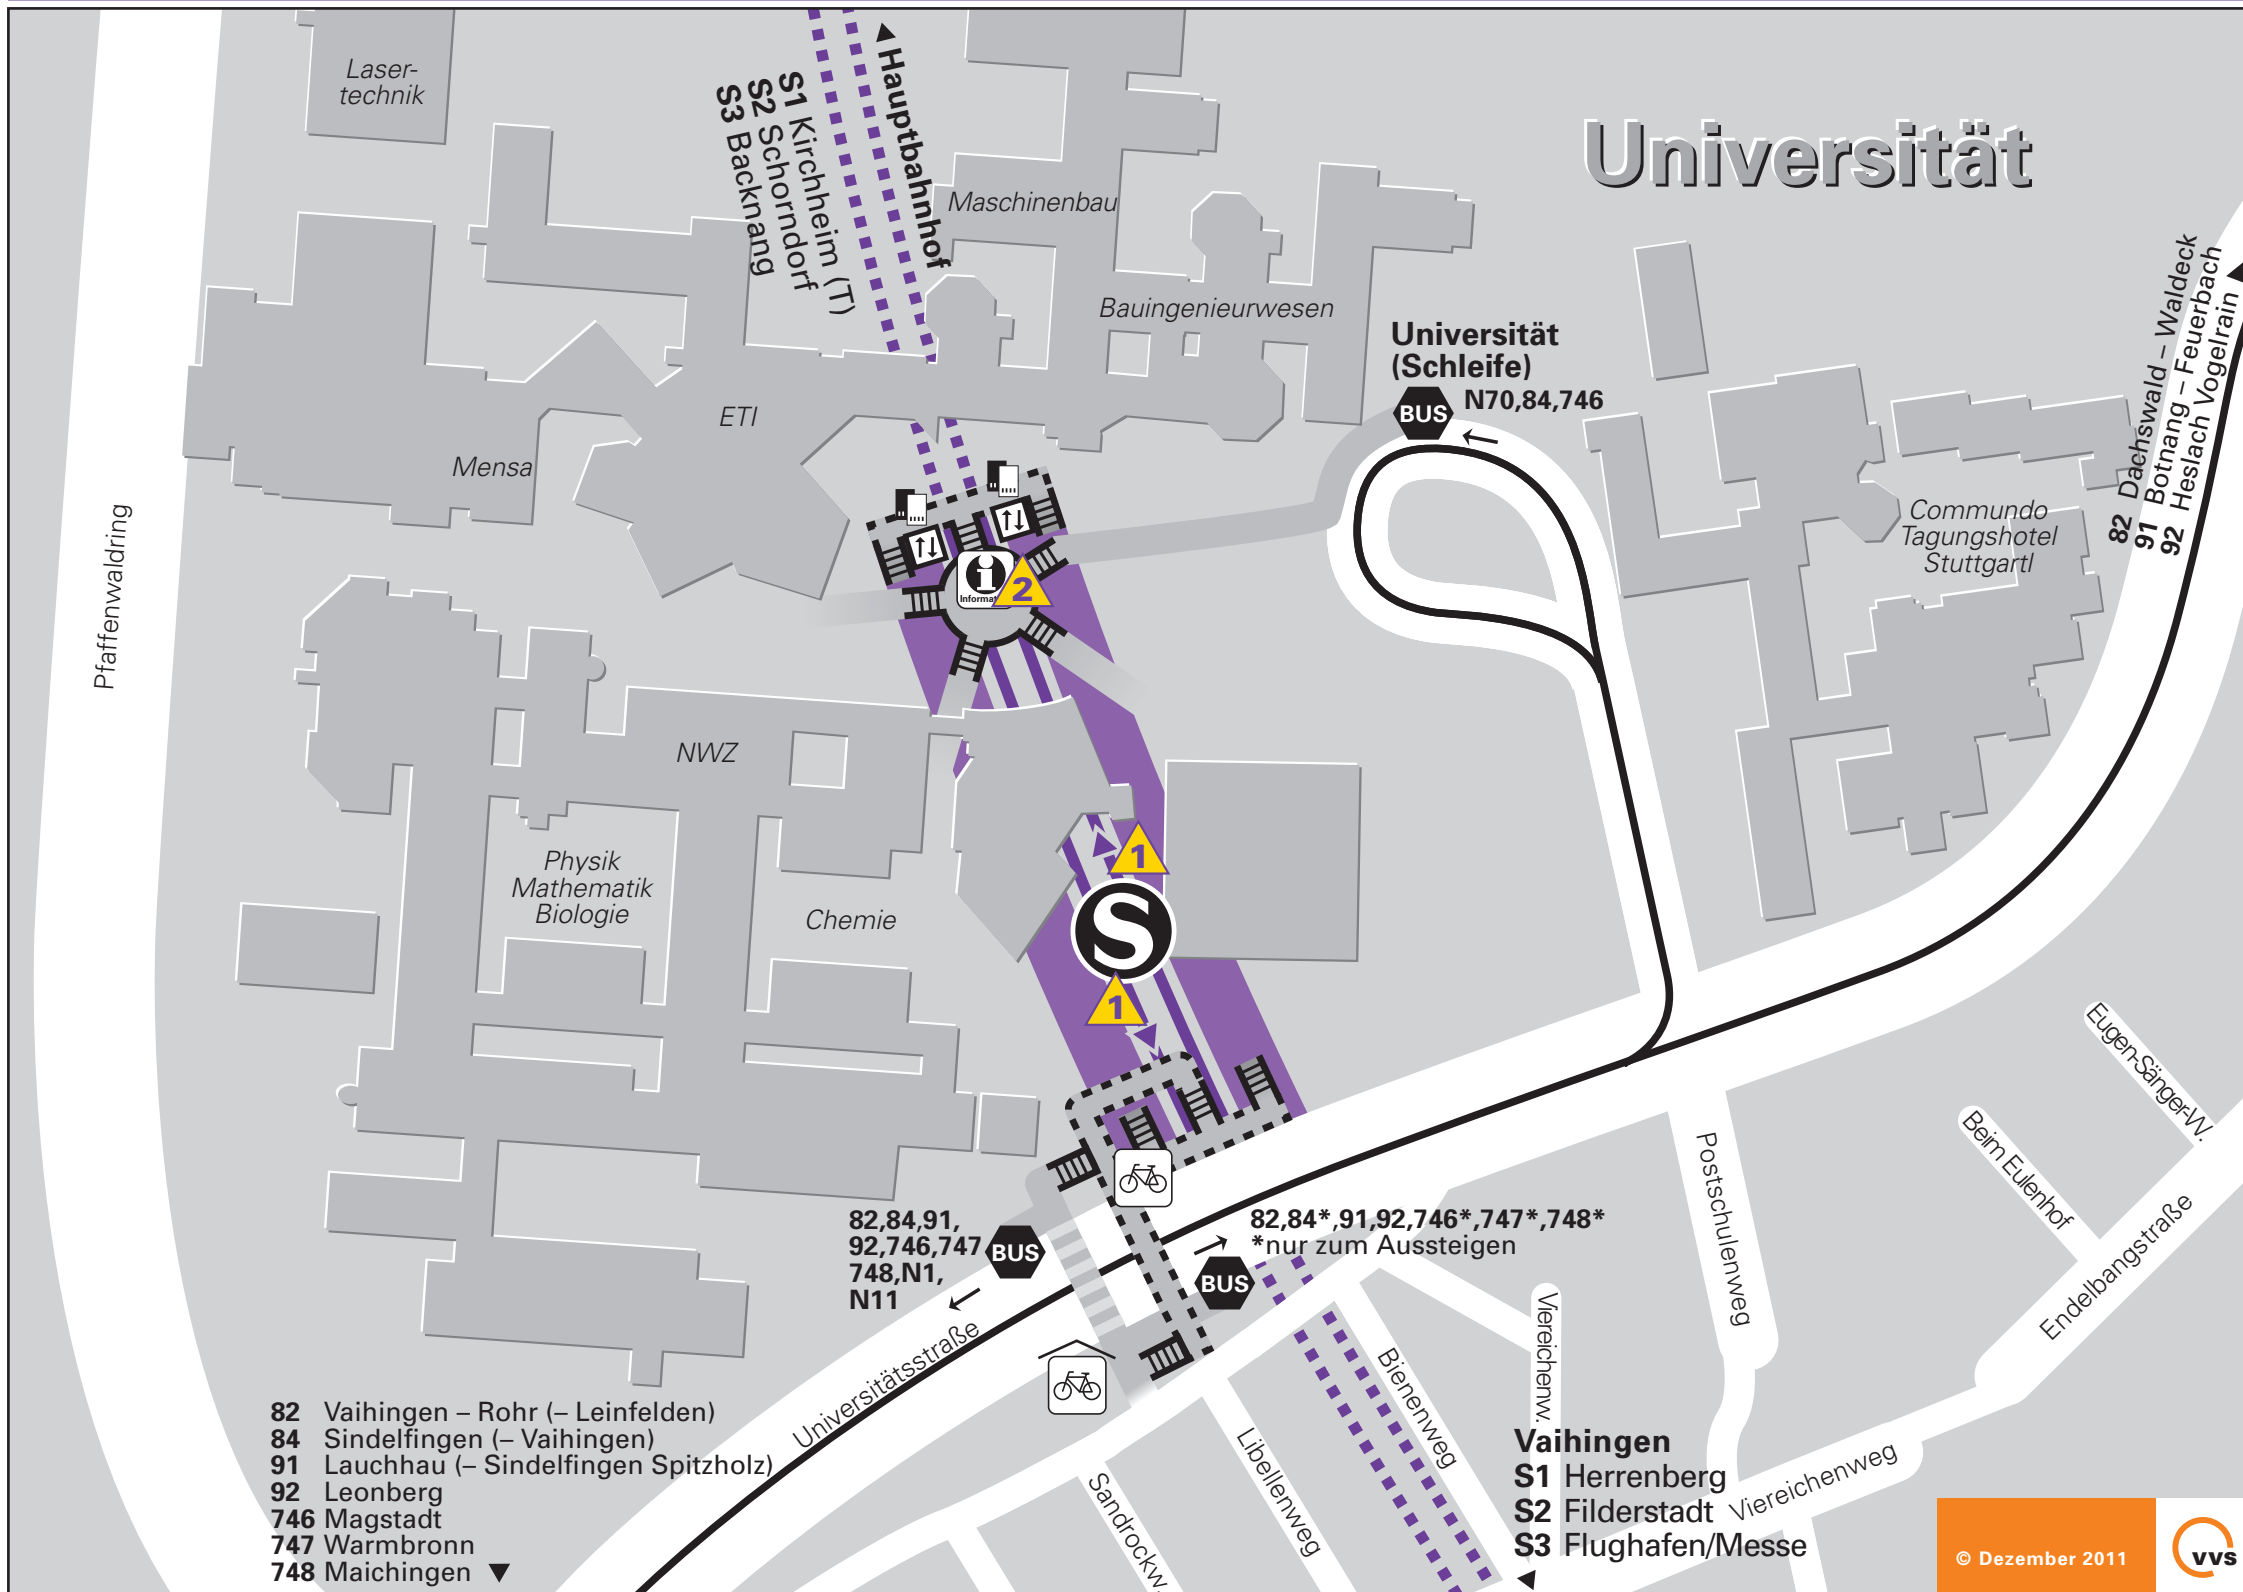 Universität
Laser-
technik
Hauptbahnhof
S1 Kirchheim (T)
S2 Schorndorf
S3 Backnang
Maschinenbau
Bauingenieurwesen
Universität
(Schleife)
BUS
N70,84,746
82 Dachswald – Waldeck
91 Botnang – Feuerbach
92 Heslach Vogelrain
ETI
Mensa
Commundo
Tagungshotel
Stuttgartl
Pfaffenwaldring
i
Informat
2
NWZ
Physik
Mathematik
Biologie
Chemie
1
S
1
Eugen-Sänger-W.
Beim Eulenhof
Endelbangstraße
Postschulenweg
82,84,91,
92,746,747
748,N1,
N11
BUS
82,84*,91,92,746*,747*,748*
*nur zum Aussteigen
BUS
Universitätsstraße
Viereichenw.
Bienenweg
Libellenweg
Sandrockw.
Viereichenweg
82 Vaihingen – Rohr (– Leinfelden)
84 Sindelfingen (– Vaihingen)
91 Lauchhau (– Sindelfingen Spitzholz)
92 Leonberg
746 Magstadt
747 Warmbronn
748 Maichingen
Vaihingen
S1 Herrenberg
S2 Filderstadt
S3 Flughafen/Messe
© Dezember 2011
vvs